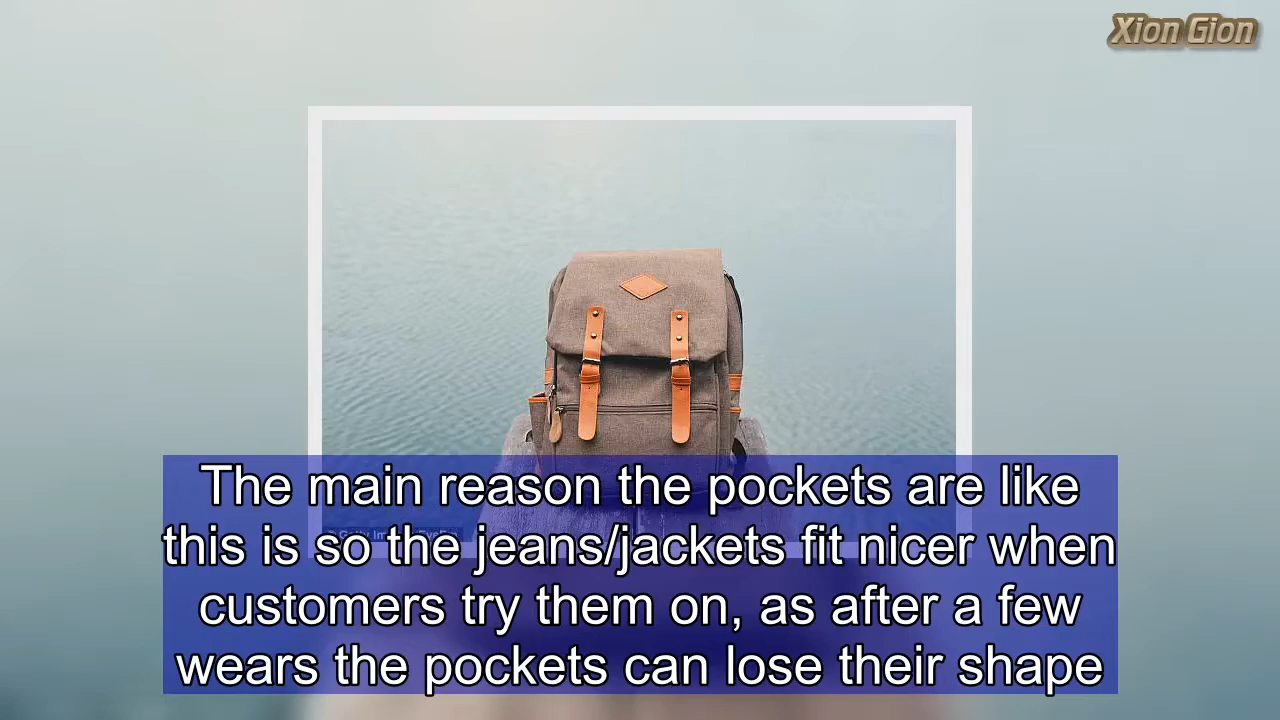 Xion Gion
The main reason the pockets are like
this is so the jeans/jackets fit nicer when
customers try them on, as after a few
wears the pockets can lose their shape